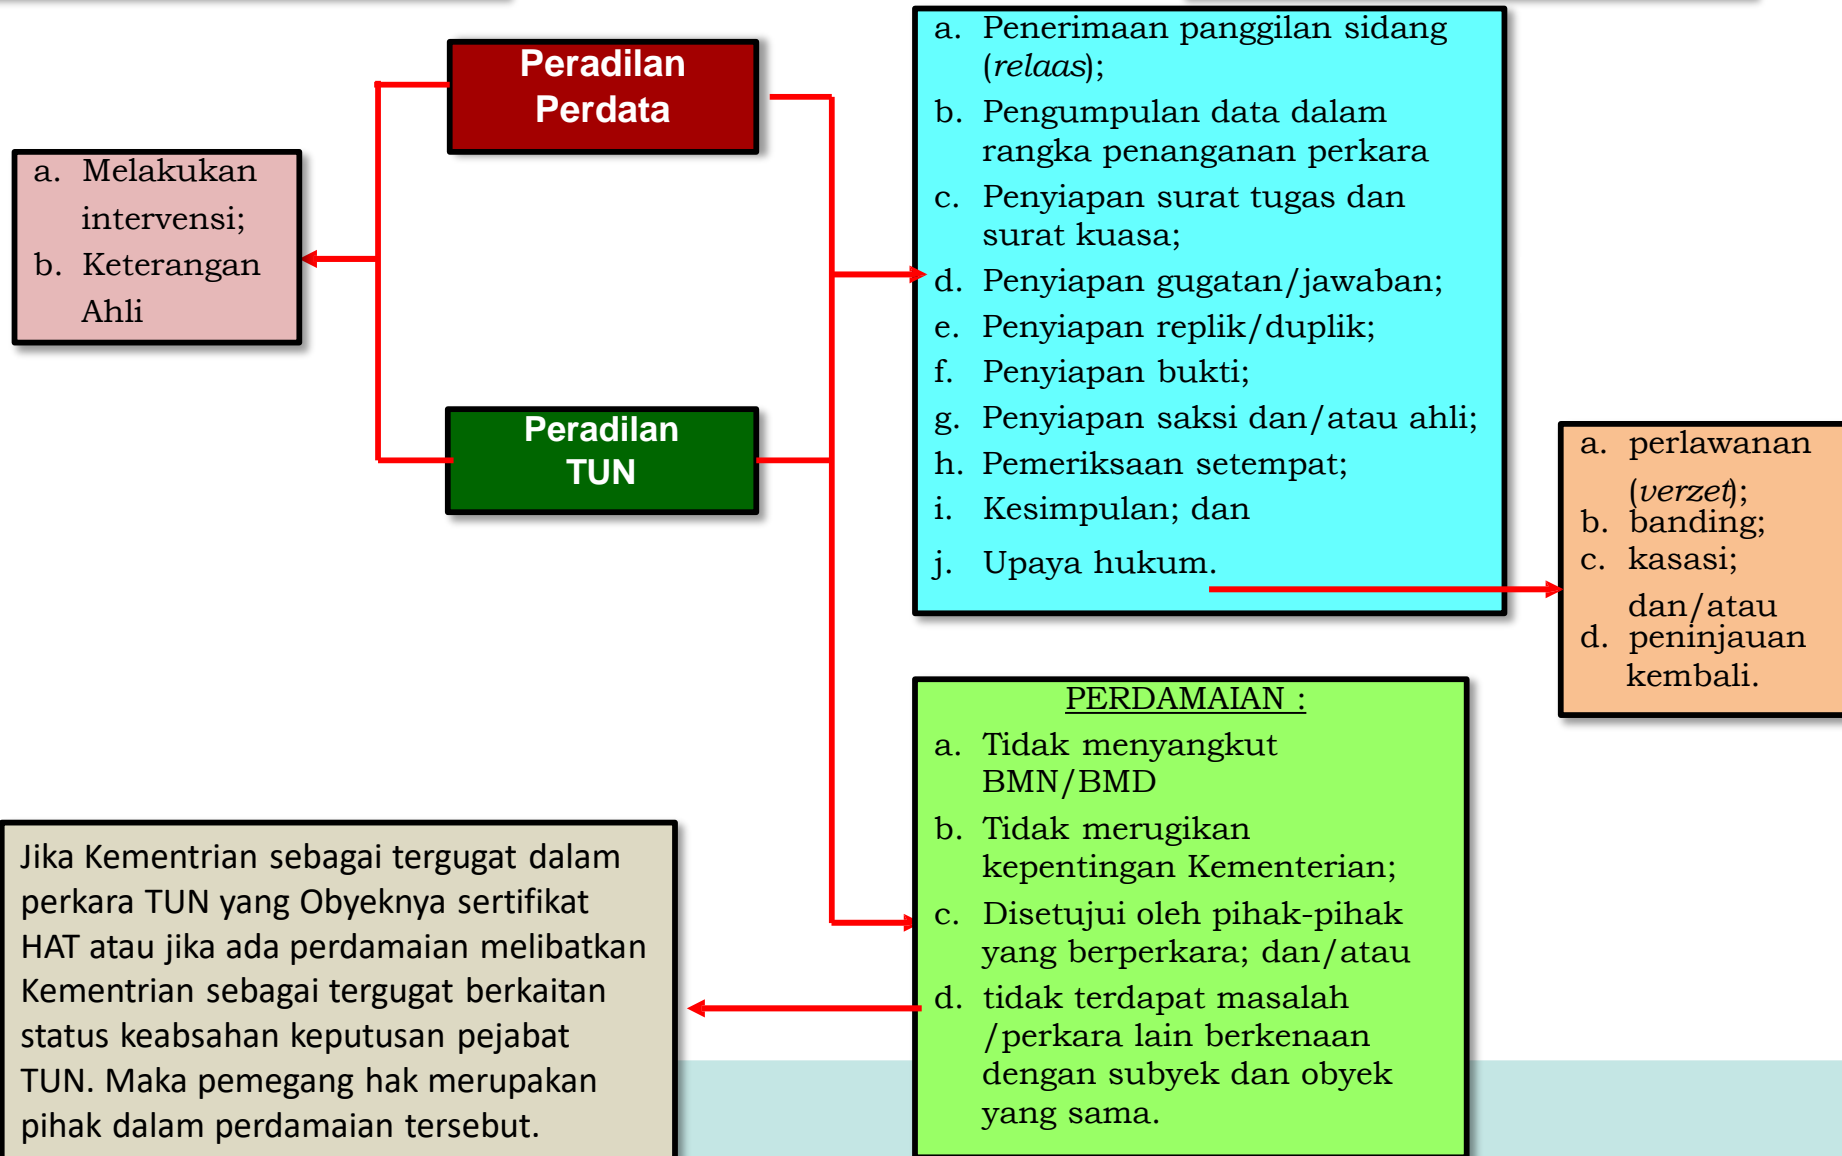 Peradilan
Perdata
a. Melakukan
intervensi;
b. Keterangan
Ahli
Peradilan
TUN
a. Penerimaan panggilan sidang
(relaas);
b. Pengumpulan data dalam
rangka penanganan perkara
c. Penyiapan surat tugas dan
surat kuasa;
d. Penyiapan gugatan/jawaban;
e. Penyiapan replik/duplik;
f. Penyiapan bukti;
g. Penyiapan saksi dan/atau ahli;
h. Pemeriksaan setempat;
i. Kesimpulan; dan
j. Upaya hukum.
a. perlawanan
(verzet);
b. banding;
c. kasasi;
dan/atau
d. peninjauan
kembali.
PERDAMAIAN :
a. Tidak menyangkut
BMN/BMD
b. Tidak merugikan
kepentingan Kementerian;
c. Disetujui oleh pihak-pihak
yang berperkara; dan/atau
d. tidak terdapat masalah
/perkara lain berkenaan
dengan subyek dan obyek
yang sama.
Jika Kementrian sebagai tergugat dalam
perkara TUN yang Obyeknya sertifikat
HAT atau jika ada perdamaian melibatkan
Kementrian sebagai tergugat berkaitan
status keabsahan keputusan pejabat
TUN. Maka pemegang hak merupakan
pihak dalam perdamaian tersebut.